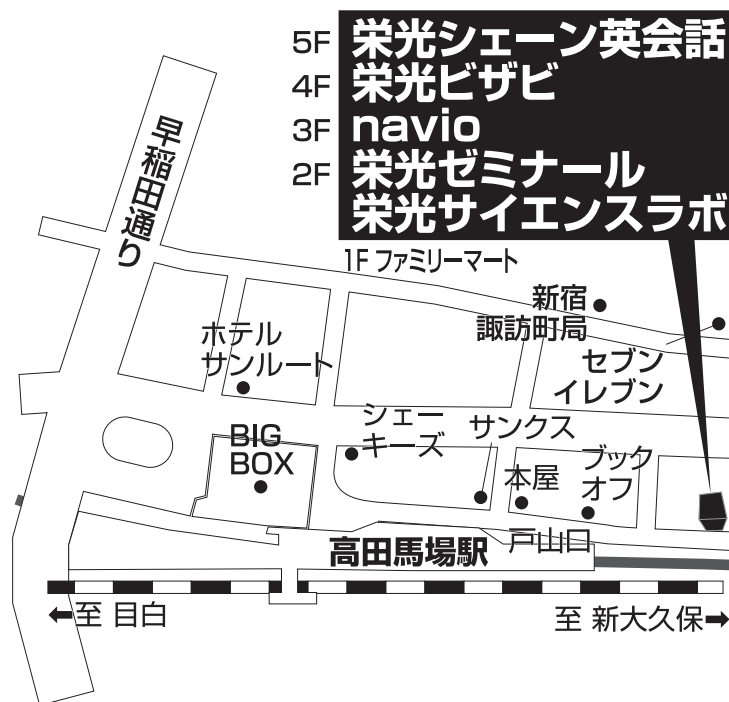 5F 栄光シェーン英会話
4F 栄光ビザビ
3F navio
2F 栄光ゼミナール
栄光サイエンスラボ
1F ファミリーマート
早稲田通り
新宿
諏訪町局
ホテル
サンルート
セブン
イレブン
シェー
キーズ
サンクス
BIG
BOX
本屋
ブック
オフ
高田馬場駅
戸山口
←至 目白
至 新大久保→